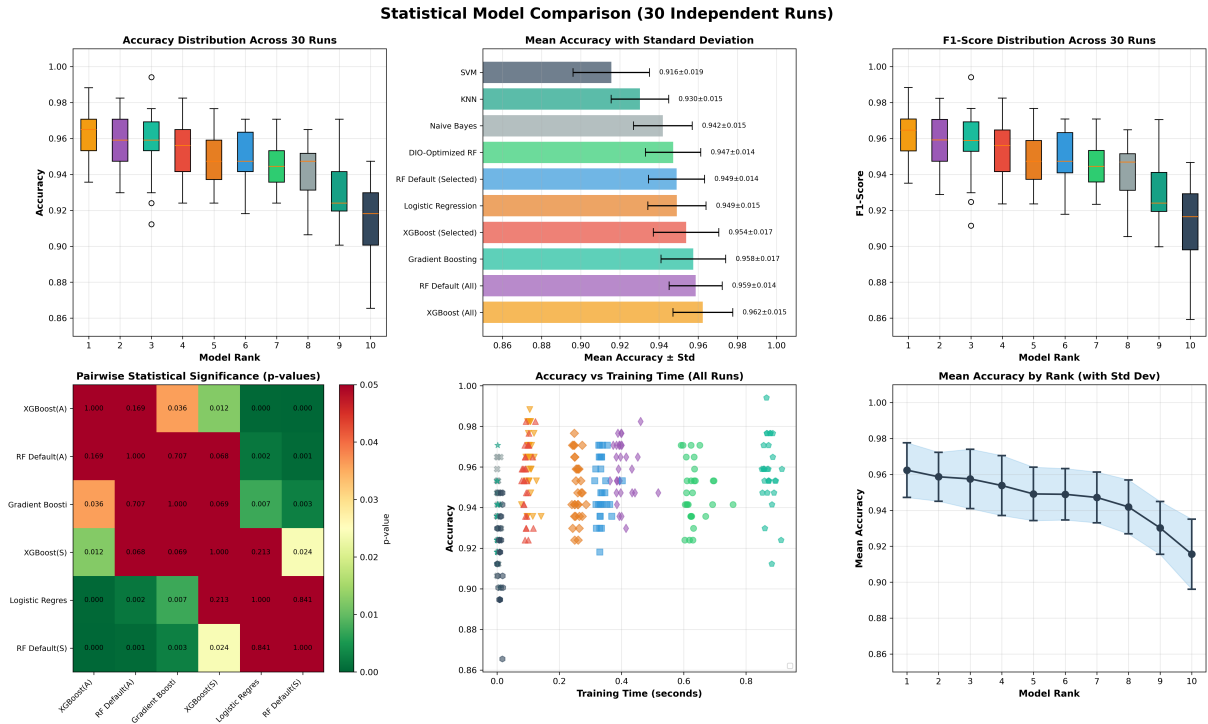 Statistical Model Comparison (30 Independent Runs)
Accuracy Distribution Across 30 Runs
Accuracy
1.00
0.98
0.96
0.94
0.92
0.90
0.88
0.86
1 2 3 4 5 6 7 8 9 10
Model Rank
Mean Accuracy with Standard Deviation
SVM 0.916±0.019
KNN 0.930±0.015
Naive Bayes 0.942±0.015
DIO-Optimized RF 0.947±0.014
RF Default (Selected) 0.949±0.014
Logistic Regression 0.949±0.015
XGBoost (Selected) 0.954±0.017
Gradient Boosting 0.958±0.017
RF Default (All) 0.959±0.014
XGBoost (All) 0.962±0.015
0.86 0.88 0.90 0.92 0.94 0.96 0.98 1.00
Mean Accuracy ± Std
F1-Score Distribution Across 30 Runs
F1-Score
1.00
0.98
0.96
0.94
0.92
0.90
0.88
0.86
1 2 3 4 5 6 7 8 9 10
Model Rank
Pairwise Statistical Significance (p-values)
XGBoost(A) 1.000 0.169 0.036 0.012 0.000 0.000
RF Default(A) 0.169 1.000 0.707 0.068 0.002 0.001
Gradient Boosti 0.036 0.707 1.000 0.069 0.007 0.003
XGBoost(S) 0.012 0.068 0.069 1.000 0.213 0.024
Logistic Regres 0.000 0.002 0.007 0.213 1.000 0.841
RF Default(S) 0.000 0.001 0.003 0.024 0.841 1.000
XGBoost(A) RF Default(A) Gradient Boosti XGBoost(S) Logistic Regres RF Default(S)
0.05
0.04
0.03
0.02
0.01
0.00
p-value
Accuracy vs Training Time (All Runs)
Accuracy
1.00
0.98
0.96
0.94
0.92
0.90
0.88
0.86
0.0 0.2 0.4 0.6 0.8
Training Time (seconds)
Mean Accuracy by Rank (with Std Dev)
Mean Accuracy
1.00
0.98
0.96
0.94
0.92
0.90
0.88
0.86
1 2 3 4 5 6 7 8 9 10
Model Rank